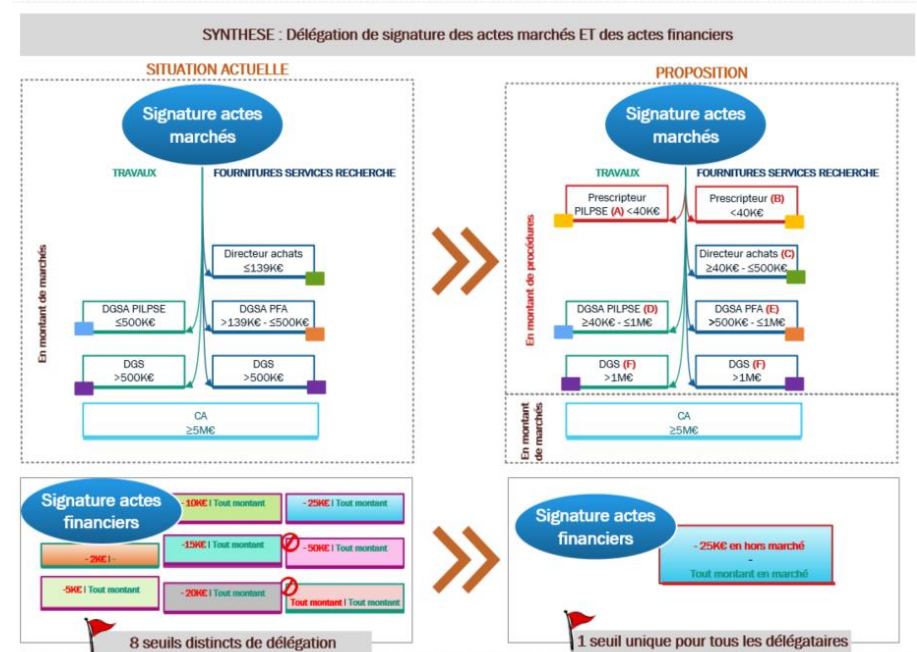 SYNTHESE : Délégation de signature des actes marchés ET des actes financiers
SITUATION ACTUELLE
Signature actes
marchés
TRAVAUX
FOURNITURES SERVICES RECHERCHE
En montant de marchés
Directeur achats
≤139K€
DGSA PILPSE
≤500K€
DGSA PFA
>139K€ - ≤500K€
DGS
>500K€
DGS
>500K€
CA
≥5M€
PROPOSITION
Signature actes
marchés
TRAVAUX
FOURNITURES SERVICES RECHERCHE
En montant de procédures
Prescripteur
PILPSE (A) <40K€
Prescripteur (B)
<40K€
Directeur achats (C)
≥40K€ - ≤500K€
DGSA PILPSE (D)
≥40K€ - ≤1M€
DGSA PFA (E)
>500K€ - ≤1M€
DGS (F)
>1M€
DGS (F)
>1M€
En montant
de marchés
CA
≥5M€
Signature actes
financiers
- 10K€ I Tout montant
- 25K€ I Tout montant
- 2K€ I -
-15K€ I Tout montant
- 50K€ I Tout montant
-5K€ I Tout montant
-20K€ I Tout montant
Tout montant I Tout montant
8 seuils distincts de délégation
Signature actes
financiers
- 25K€ en hors marché
-
Tout montant en marché
1 seuil unique pour tous les délégataires